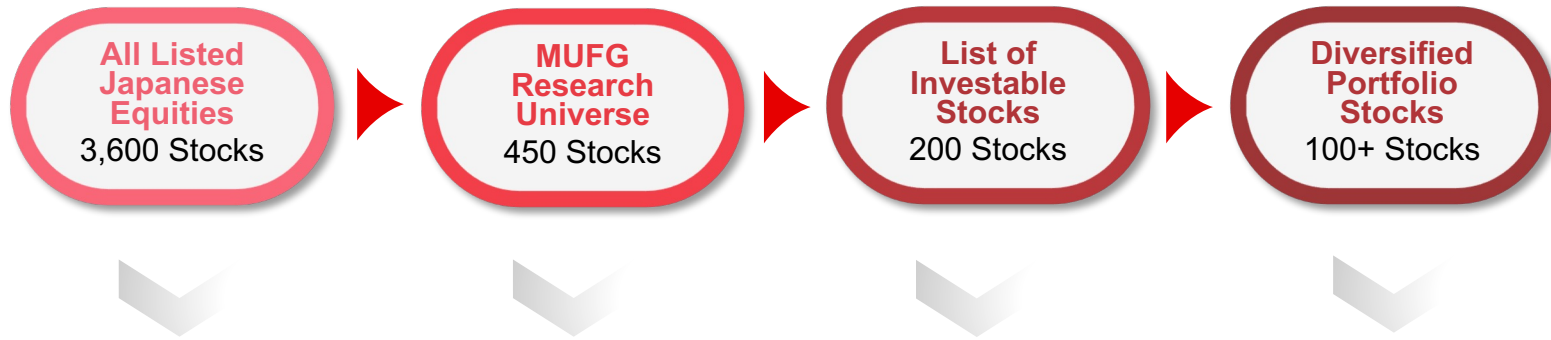 All Listed
Japanese
Equities
3,600 Stocks
MUFG
Research
Universe
450 Stocks
List of
Investable
Stocks
200 Stocks
Diversified
Portfolio
Stocks
100+ Stocks